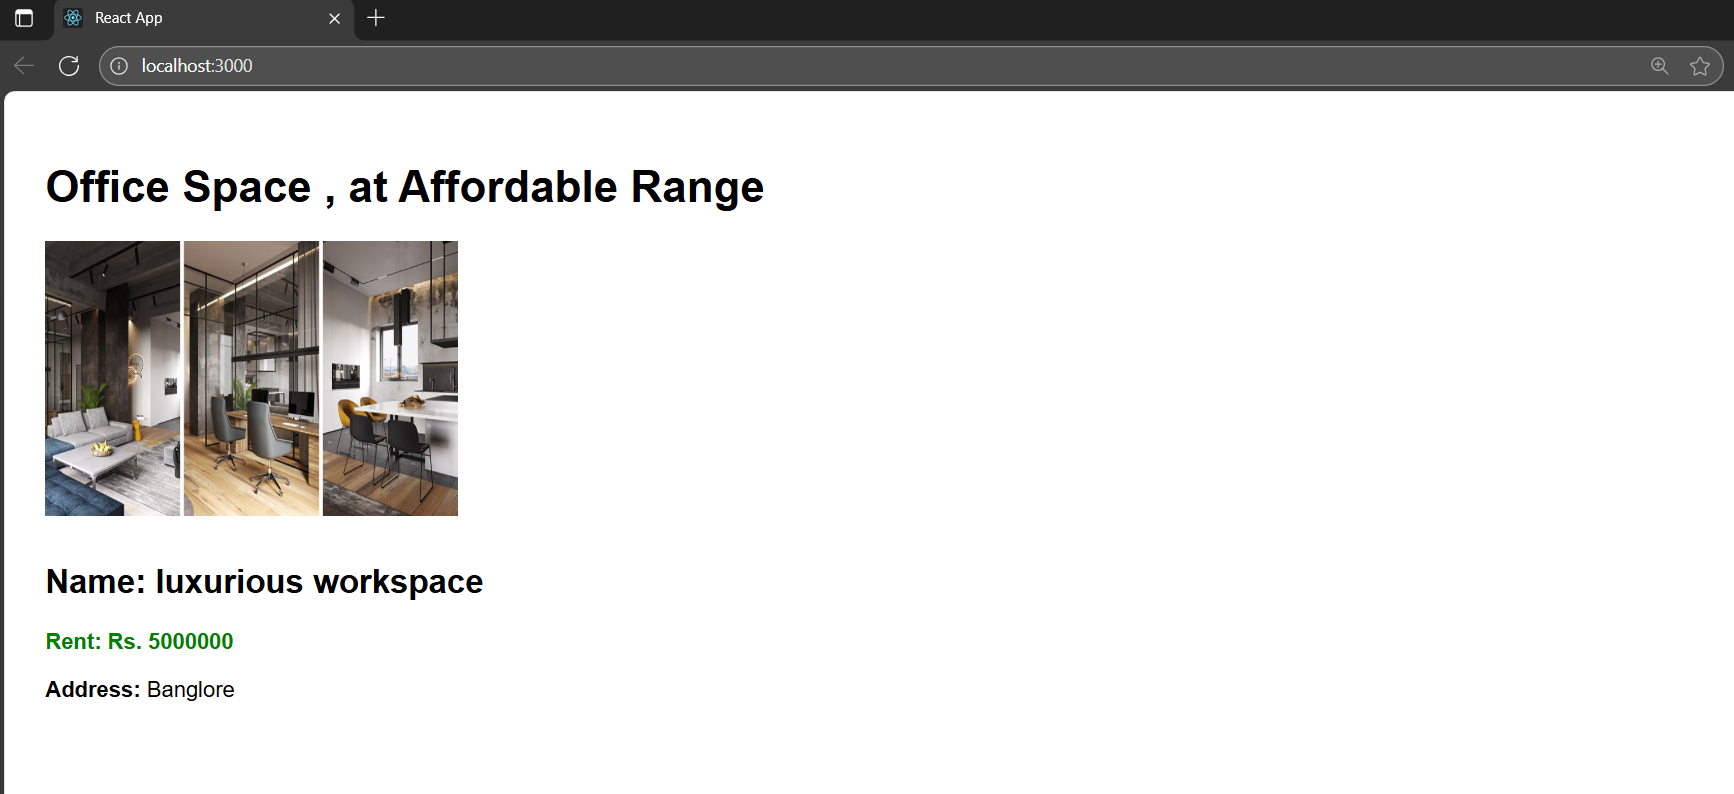 React App
localhost:3000
Office Space , at Affordable Range
Name: luxurious workspace
Rent: Rs. 5000000
Address: Banglore